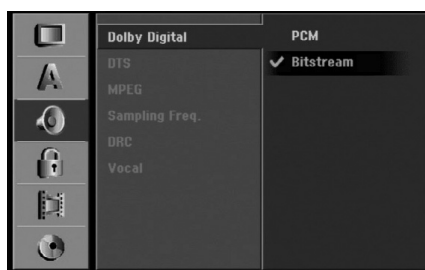 Dolby Digital
DTS
MPEG
Sampling Freq.
DRC
Vocal
PCM
Bitstream